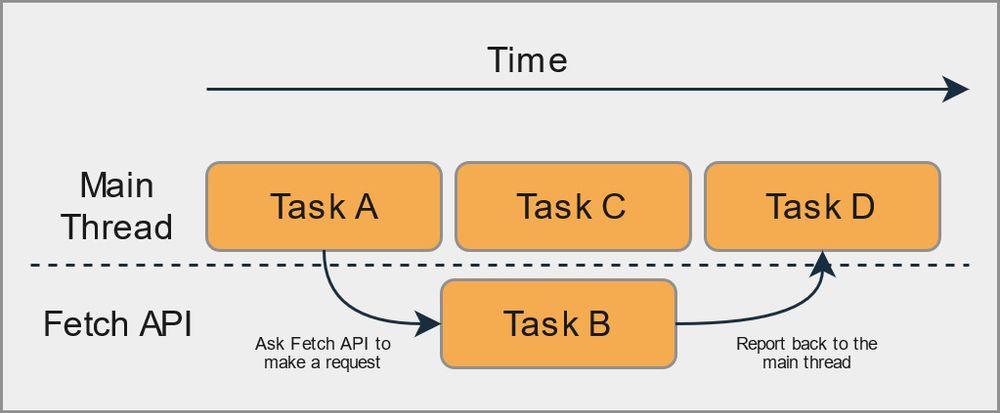 Time
Main
Thread
Task A
Task C
Task D
Fetch API
Ask Fetch API to
make a request
Task B
Report back to the
main thread